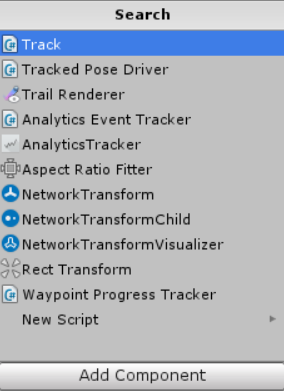 Search
Track
Tracked Pose Driver
Trail Renderer
Analytics Event Tracker
AnalyticsTracker
Aspect Ratio Fitter
NetworkTransform
NetworkTransformChild
NetworkTransformVisualizer
Rect Transform
Waypoint Progress Tracker
New Script
Add Component